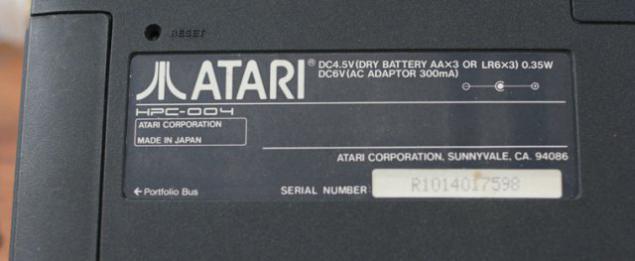 RESET
ATARI® DC4.5V(DRY BATTERY AA×3 OR LR6×3) 0.35W
DC6V(AC ADAPTOR 300mA)
HPC-004
ATARI CORPORATION
MADE IN JAPAN
ATARI CORPORATION, SUNNYVALE, CA. 94086
← Portfolio Bus
SERIAL NUMBER R1014017598